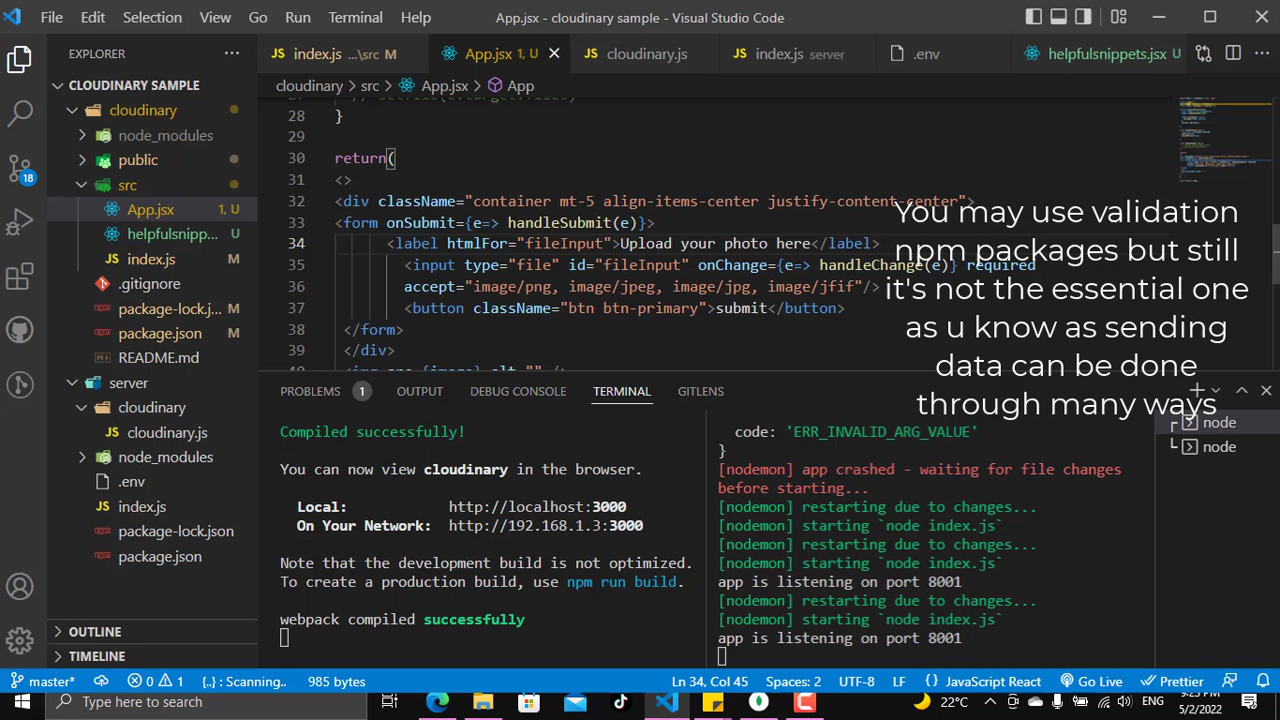 File Edit Selection View Go Run Terminal Help App.jsx - cloudinary sample - Visual Studio Code
EXPLORER ...
index.js ...\src M App.jsx 1, U cloudinary.js index.js server .env helpfulsnippets.jsx U
CLOUDINARY SAMPLE
cloudinary
node_modules
public
src
App.jsx 1, U
helpfulsnipp... U
index.js M
.gitignore
package-lock.j... M
package.json M
README.md
server
cloudinary
cloudinary.js
node_modules
.env
index.js
package-lock.json
package.json
OUTLINE
TIMELINE
18
cloudinary > src > App.jsx > App
28 }
29
30 return(
31 <>
32 <div className="container mt-5 align-items-center justify-content-center">
33 <form onSubmit={e=> handleSubmit(e)}>
34 <label htmlFor="fileInput">Upload your photo here</label>
35 <input type="file" id="fileInput" onChange={e=> handleChange(e)} required
36 accept="image/png, image/jpeg, image/jpg, image/jfif"/>
37 <button className="btn btn-primary">submit</button>
38 </form>
39 </div>
You may use validation
npm packages but still
it's not the essential one
as u know as sending
data can be done
through many ways
PROBLEMS 1 OUTPUT DEBUG CONSOLE TERMINAL GITLENS
Compiled successfully!
You can now view cloudinary in the browser.
Local: http://localhost:3000
On Your Network: http://192.168.1.3:3000
Note that the development build is not optimized.
To create a production build, use npm run build.
webpack compiled successfully
code: 'ERR_INVALID_ARG_VALUE'
}
[nodemon] app crashed - waiting for file changes
before starting...
[nodemon] restarting due to changes...
[nodemon] starting `node index.js`
[nodemon] restarting due to changes...
[nodemon] starting `node index.js`
app is listening on port 8001
[nodemon] restarting due to changes...
[nodemon] starting `node index.js`
app is listening on port 8001
node
node
master* 0 1 {..} : Scanning.. 985 bytes Ln 34, Col 45 Spaces: 2 UTF-8 LF {} JavaScript React Go Live Prettier
Type here to search 22°C 9:23 PM
5/2/2022